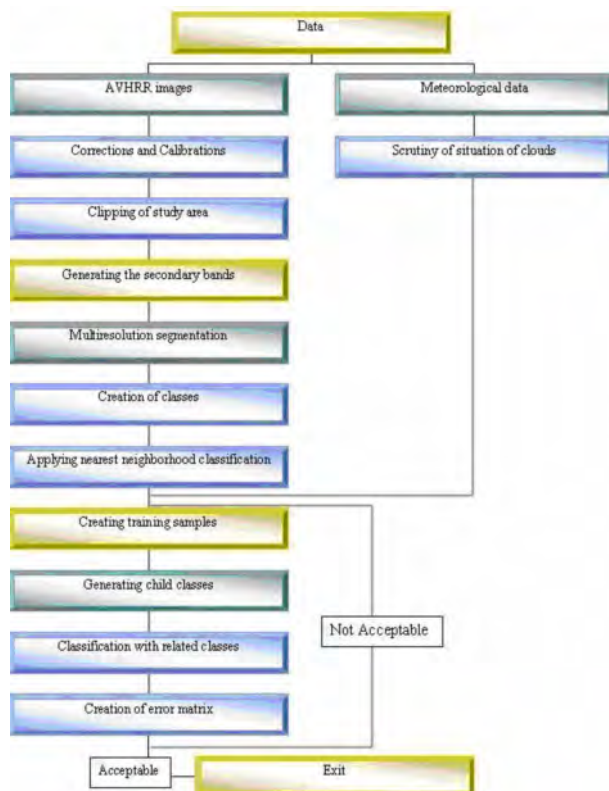 Data
AVHRR images
Meteorological data
Corrections and Calibrations
Scrutiny of situation of clouds
Clipping of study area
Generating the secondary bands
Multiresolution segmentation
Creation of classes
Applying nearest neighborhood classification
Creating training samples
Generating child classes
Not Acceptable
Classification with related classes
Creation of error matrix
Acceptable
Exit